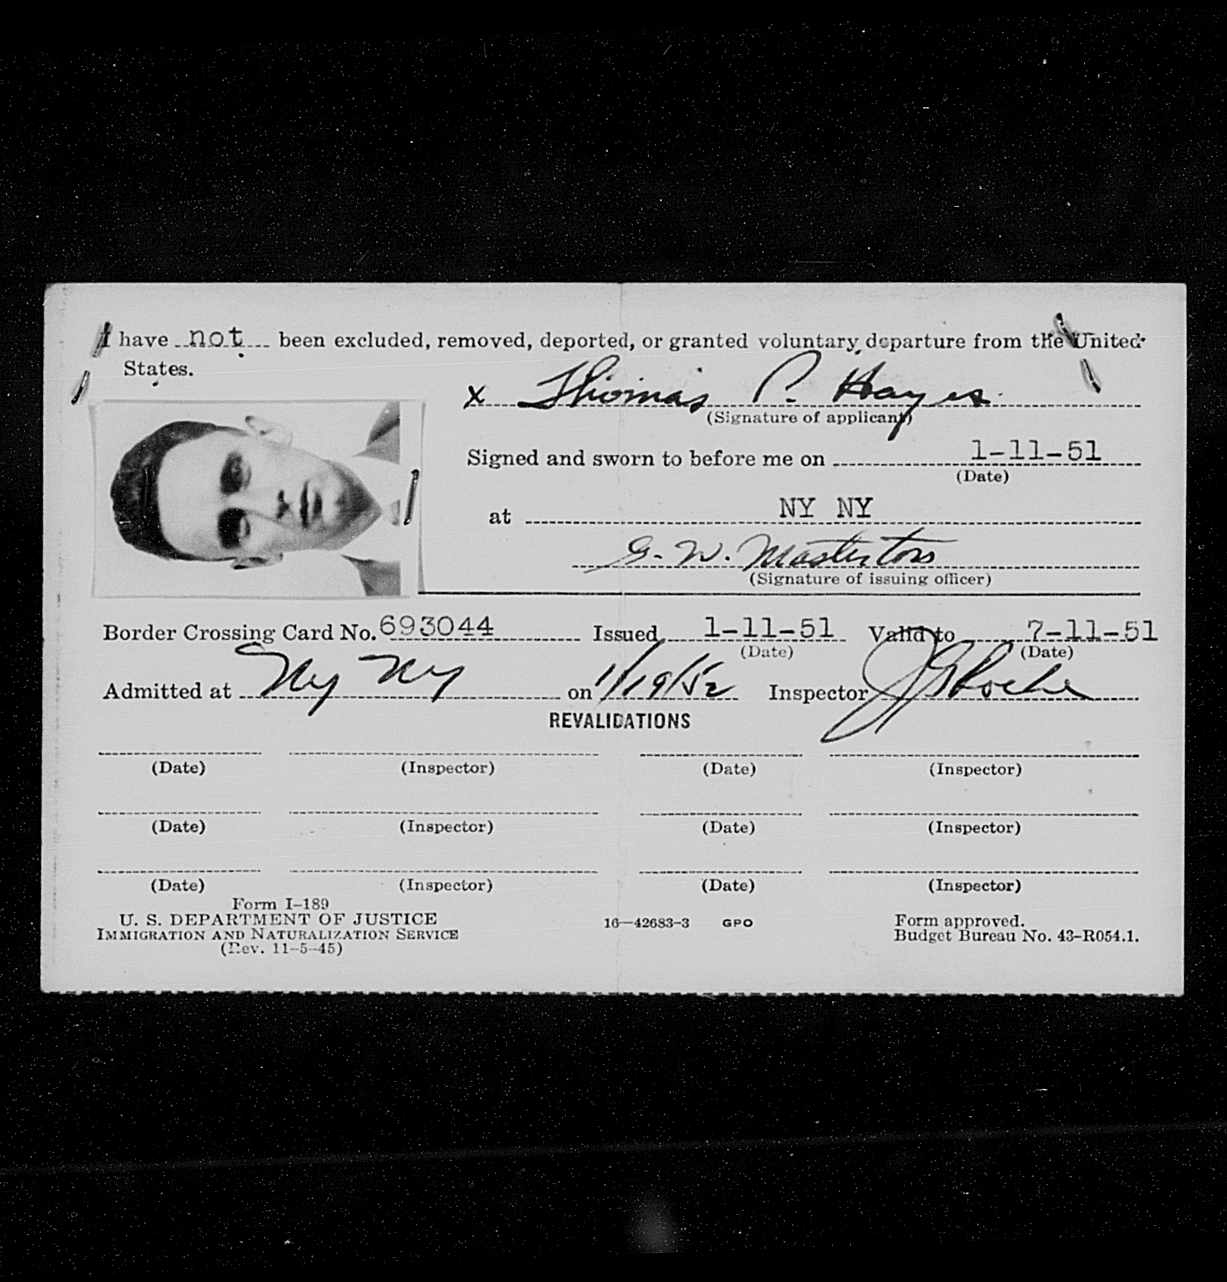 I have not been excluded, removed, deported, or granted voluntary departure from the United
States.
x Thomas P. Hayes
(Signature of applicant)
Signed and sworn to before me on 1-11-51
(Date)
at NY NY
G. W. Masterton
(Signature of issuing officer)
Border Crossing Card No. 693044 Issued 1-11-51 Valid to 7-11-51
(Date) (Date)
Admitted at Ny Ny on 1/19/52 Inspector J Roche
REVALIDATIONS
(Date) (Inspector) (Date) (Inspector)
(Date) (Inspector) (Date) (Inspector)
(Date) (Inspector) (Date) (Inspector)
Form I-189
U. S. DEPARTMENT OF JUSTICE 16—42683-3 GPO Form approved.
IMMIGRATION AND NATURALIZATION SERVICE Budget Bureau No. 43-R054.1.
(Rev. 11-5-45)